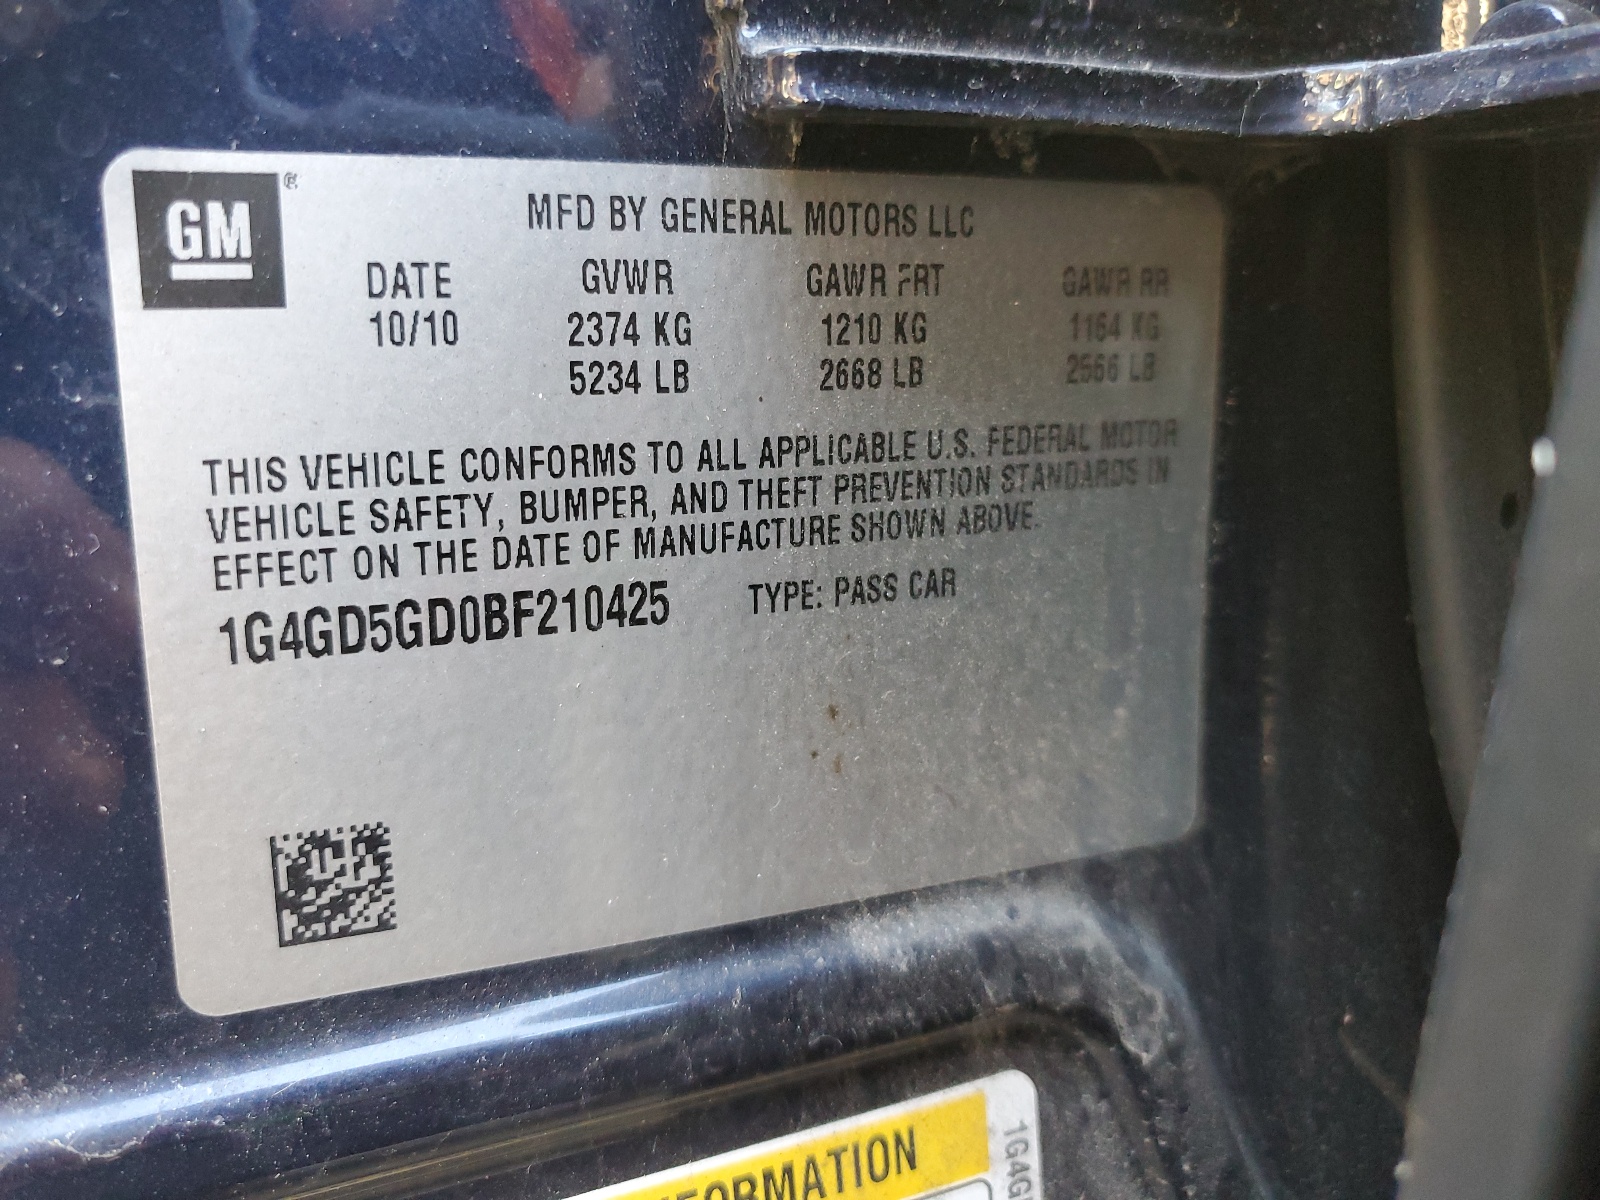 GM ®
MFD BY GENERAL MOTORS LLC
DATE GVWR GAWR FRT GAWR RR
10/10 2374 KG 1210 KG 1164 KG
5234 LB 2668 LB 2566 LB
THIS VEHICLE CONFORMS TO ALL APPLICABLE U.S. FEDERAL MOTOR
VEHICLE SAFETY, BUMPER, AND THEFT PREVENTION STANDARDS IN
EFFECT ON THE DATE OF MANUFACTURE SHOWN ABOVE.
1G4GD5GD0BF210425 TYPE: PASS CAR
ORMATION
1G4G